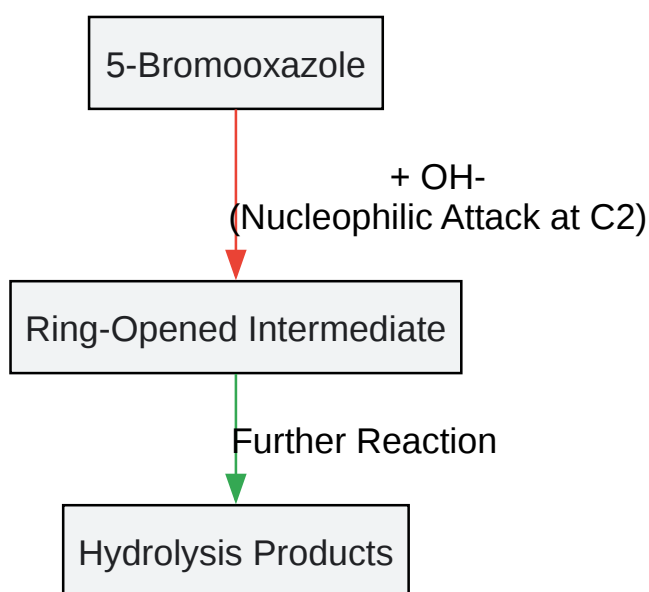 5-Bromooxazole
+ OH-
(Nucleophilic Attack at C2)
Ring-Opened Intermediate
Further Reaction
Hydrolysis Products